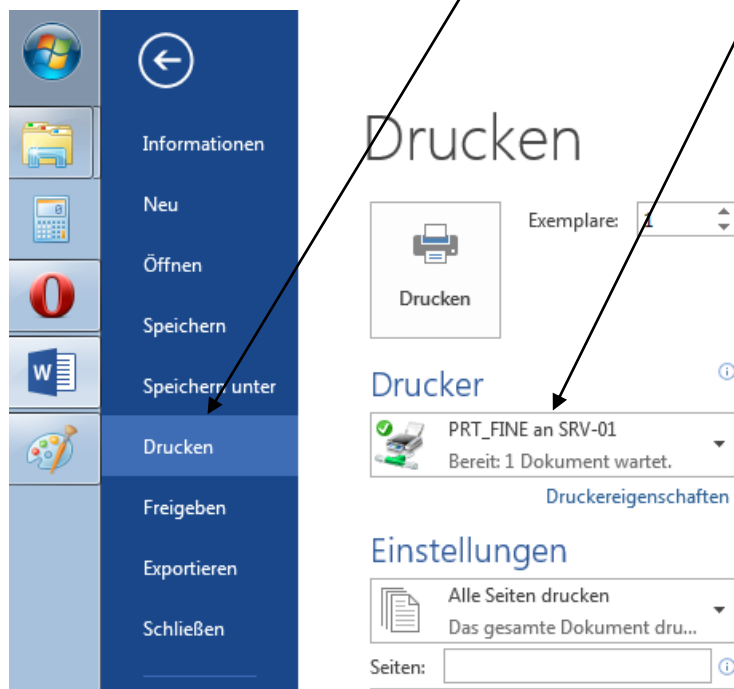 Informationen
Neu
Öffnen
Speichern
Speichern unter
Drucken
Freigeben
Exportieren
Schließen
Drucken
Exemplare: 1
Drucken
Drucker
PRT_FINE an SRV-01
Bereit: 1 Dokument wartet.
Druckereigenschaften
Einstellungen
Alle Seiten drucken
Das gesamte Dokument dru...
Seiten: